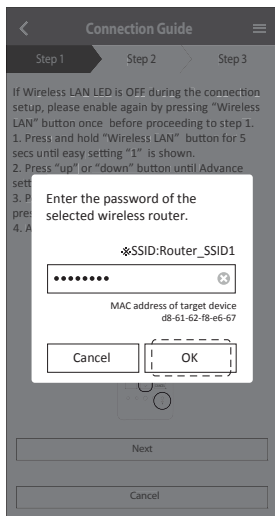 Connection Guide
Step 1
Step 2
Step 3
If Wireless LAN LED is OFF during the connection
setup, please enable again by pressing "Wireless
LAN" button once before proceeding to step 1.
1. Press and hold "Wireless LAN" button for 5
secs until easy setting "1" is shown.
2. Press "up" or "down" button until Advance
3.
4.
Enter the password of the
selected wireless router.
※SSID:Router_SSID1
••••••••
MAC address of target device
d8-61-62-f8-e6-67
Cancel
OK
Next
Cancel